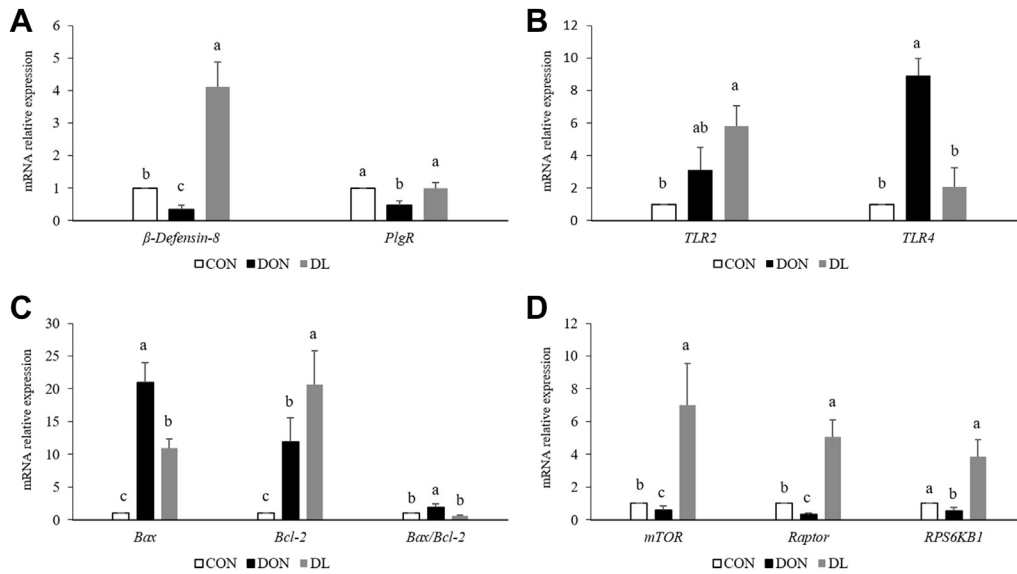 A
mRNA relative expression
6
5
4
3
2
1
0
b
c
a
a
b
a
β-Defensin-8
PlgR
CON DON DL
B
mRNA relative expression
12
10
8
6
4
2
0
b
ab
a
b
a
b
TLR2
TLR4
CON DON DL
C
mRNA relative expression
30
25
20
15
10
5
0
c
a
b
c
b
a
b
a
b
Bax
Bcl-2
Bax/Bcl-2
CON DON DL
D
mRNA relative expression
12
10
8
6
4
2
0
b
c
a
b
c
a
a
b
a
mTOR
Raptor
RPS6KB1
CON DON DL